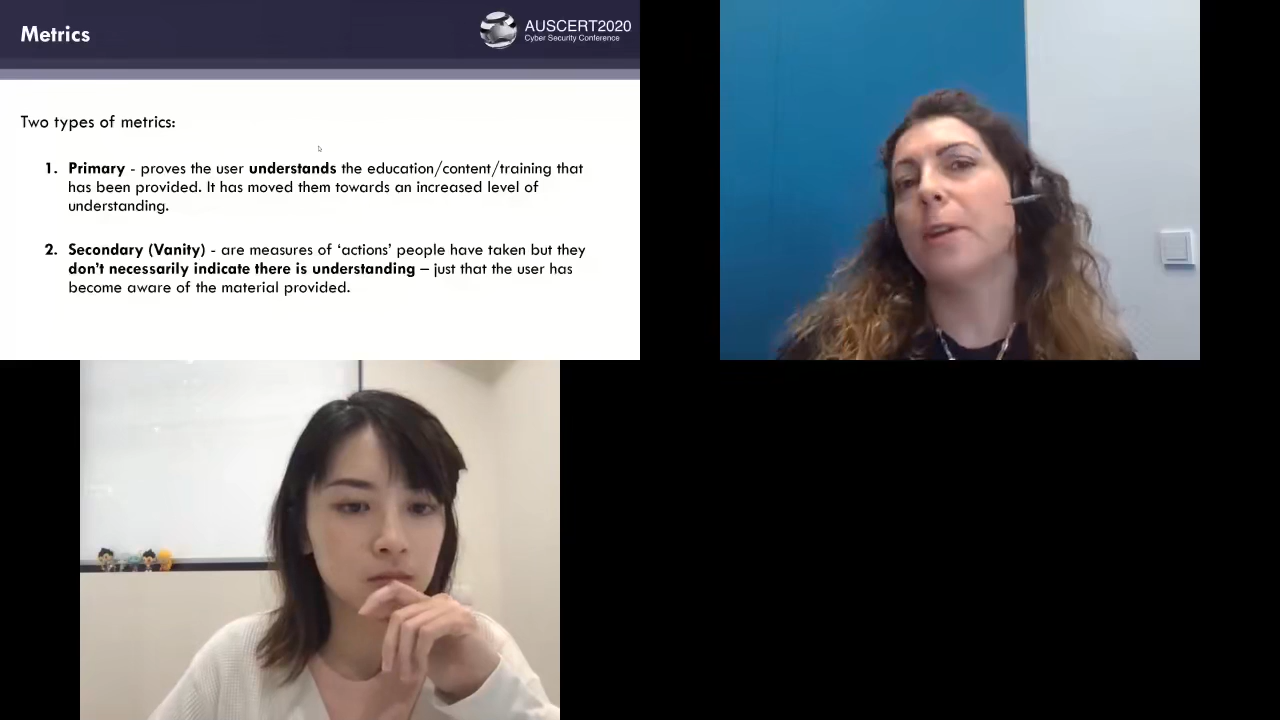 Metrics
AUSCERT2020
Cyber Security Conference
Two types of metrics:
1. Primary - proves the user understands the education/content/training that
has been provided. It has moved them towards an increased level of
understanding.
2. Secondary (Vanity) - are measures of ‘actions’ people have taken but they
don’t necessarily indicate there is understanding – just that the user has
become aware of the material provided.